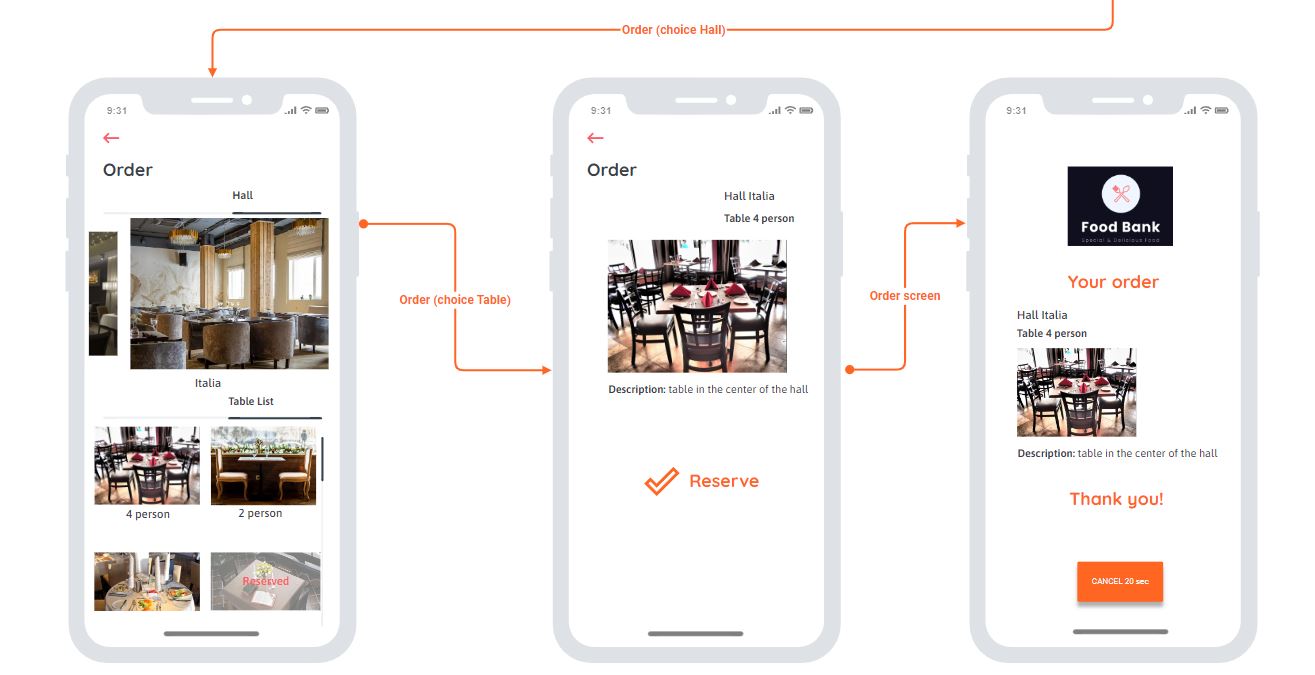 Order (choice Hall)
9:31
Order
Hall
Italia
Table List
4 person
2 person
Reserved
Order (choice Table)
9:31
Order
Hall Italia
Table 4 person
Description: table in the center of the hall
Reserve
Order screen
9:31
Food Bank
Special & Delicious Food
Your order
Hall Italia
Table 4 person
Description: table in the center of the hall
Thank you!
CANCEL 20 sec